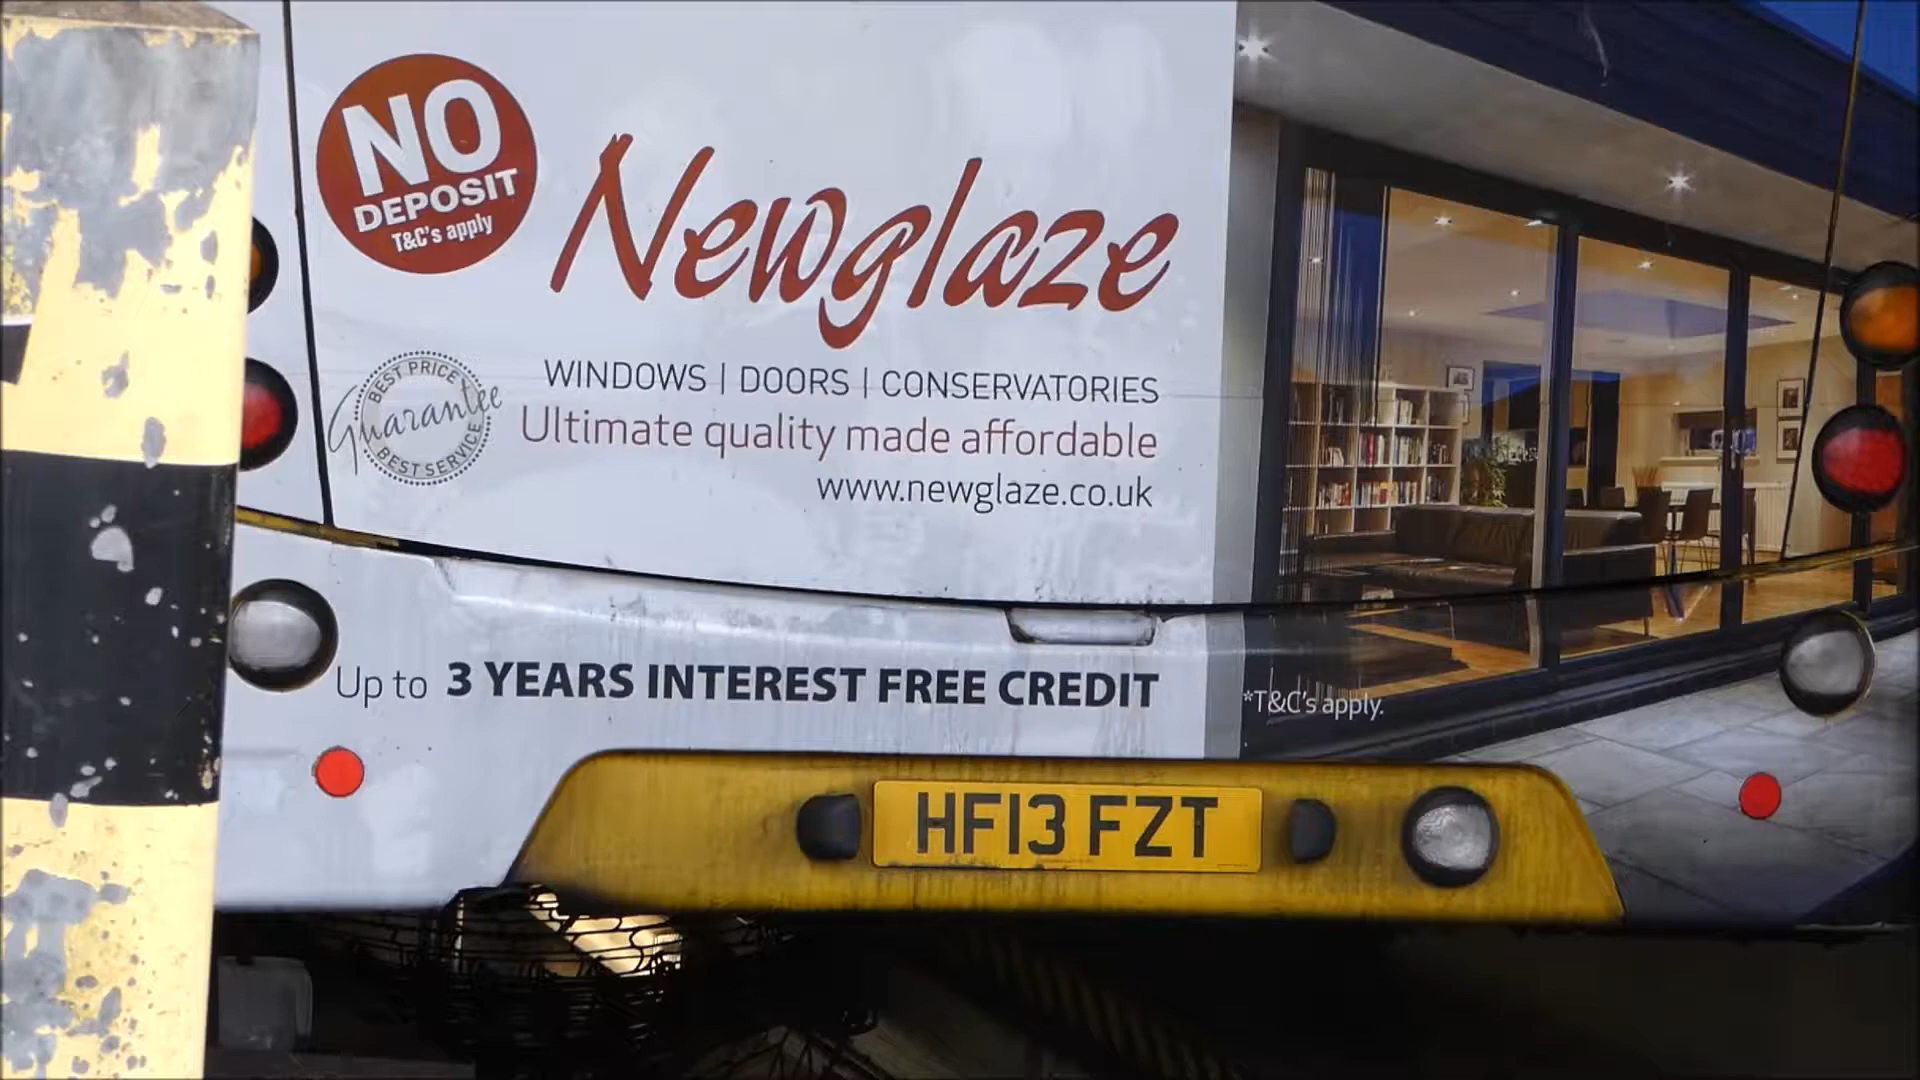 NO
DEPOSIT
T&C's apply
Newglaze
BEST PRICE
Guarantee
BEST SERVICE
WINDOWS | DOORS | CONSERVATORIES
Ultimate quality made affordable
www.newglaze.co.uk
Up to 3 YEARS INTEREST FREE CREDIT
*T&C's apply.
HF13 FZT